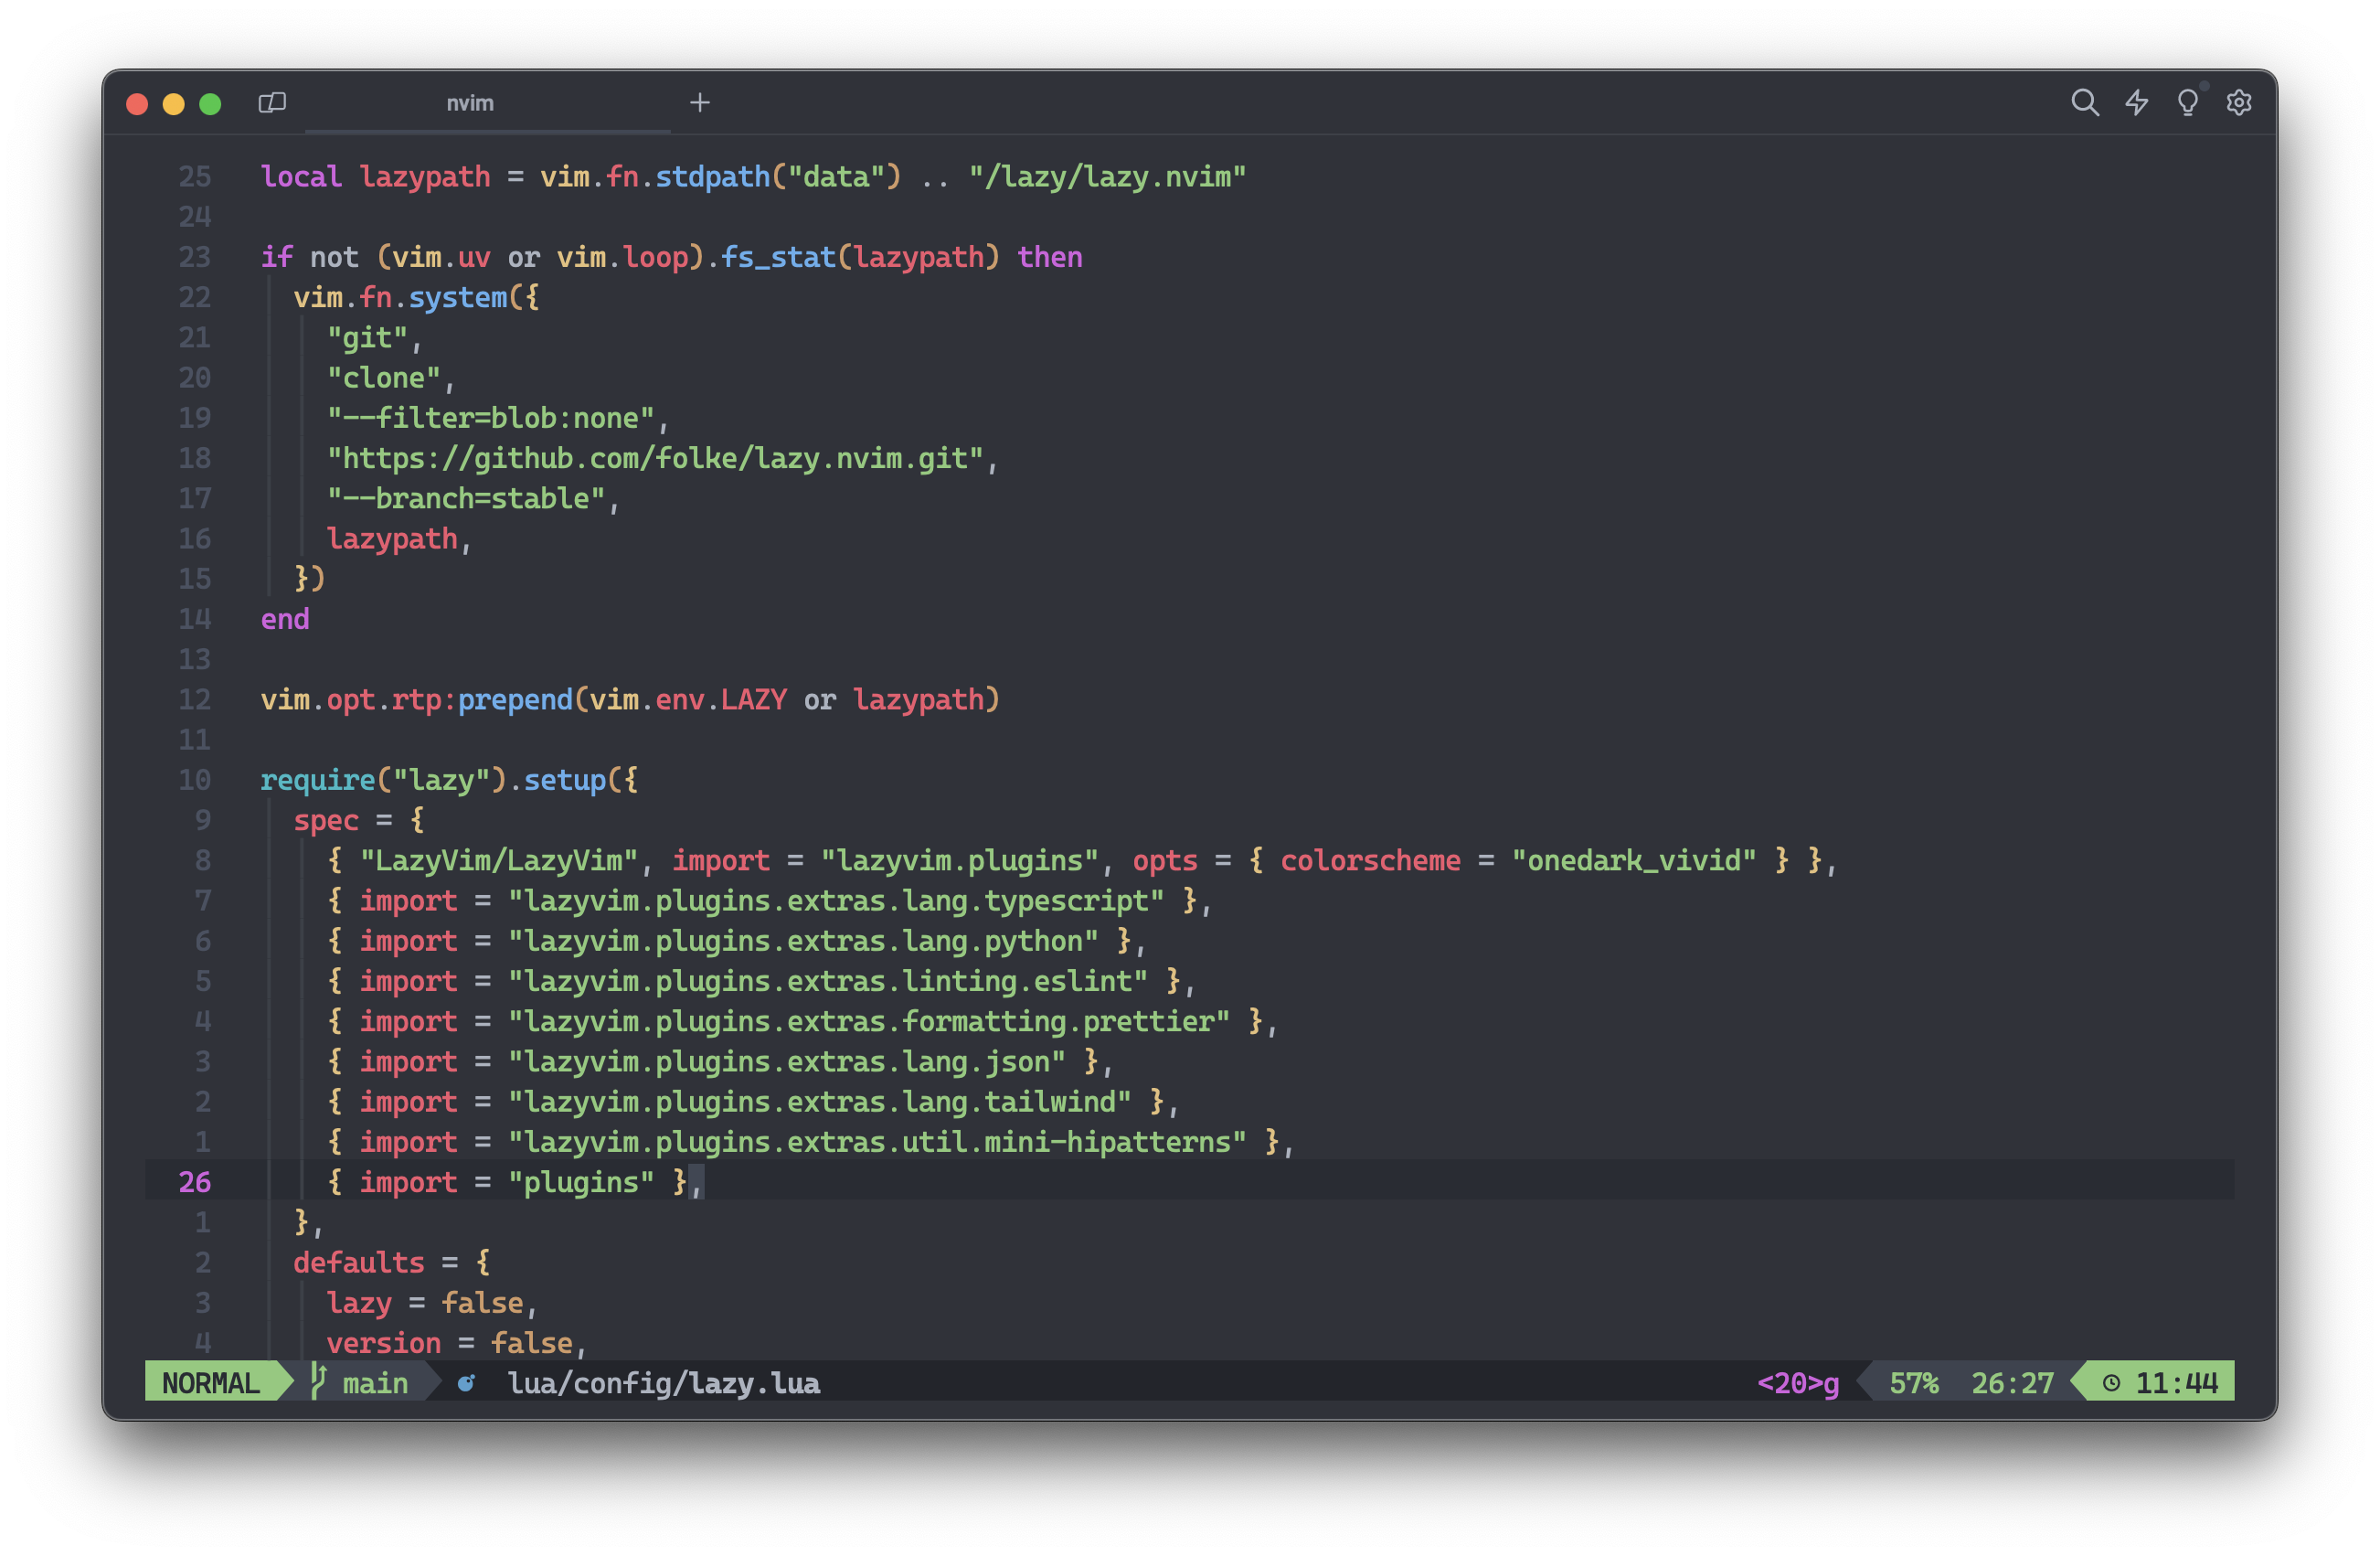 nvim
25 local lazypath = vim.fn.stdpath("data") .. "/lazy/lazy.nvim"
24
23 if not (vim.uv or vim.loop).fs_stat(lazypath) then
22   vim.fn.system({
21     "git",
20     "clone",
19     "--filter=blob:none",
18     "https://github.com/folke/lazy.nvim.git",
17     "--branch=stable",
16     lazypath,
15   })
14 end
13
12 vim.opt.rtp:prepend(vim.env.LAZY or lazypath)
11
10 require("lazy").setup({
9   spec = {
8     { "LazyVim/LazyVim", import = "lazyvim.plugins", opts = { colorscheme = "onedark_vivid" } },
7     { import = "lazyvim.plugins.extras.lang.typescript" },
6     { import = "lazyvim.plugins.extras.lang.python" },
5     { import = "lazyvim.plugins.extras.linting.eslint" },
4     { import = "lazyvim.plugins.extras.formatting.prettier" },
3     { import = "lazyvim.plugins.extras.lang.json" },
2     { import = "lazyvim.plugins.extras.lang.tailwind" },
1     { import = "lazyvim.plugins.extras.util.mini-hipatterns" },
26     { import = "plugins" },
1   },
2   defaults = {
3     lazy = false,
4     version = false,
NORMAL main lua/config/lazy.lua <20>g 57% 26:27 11:44